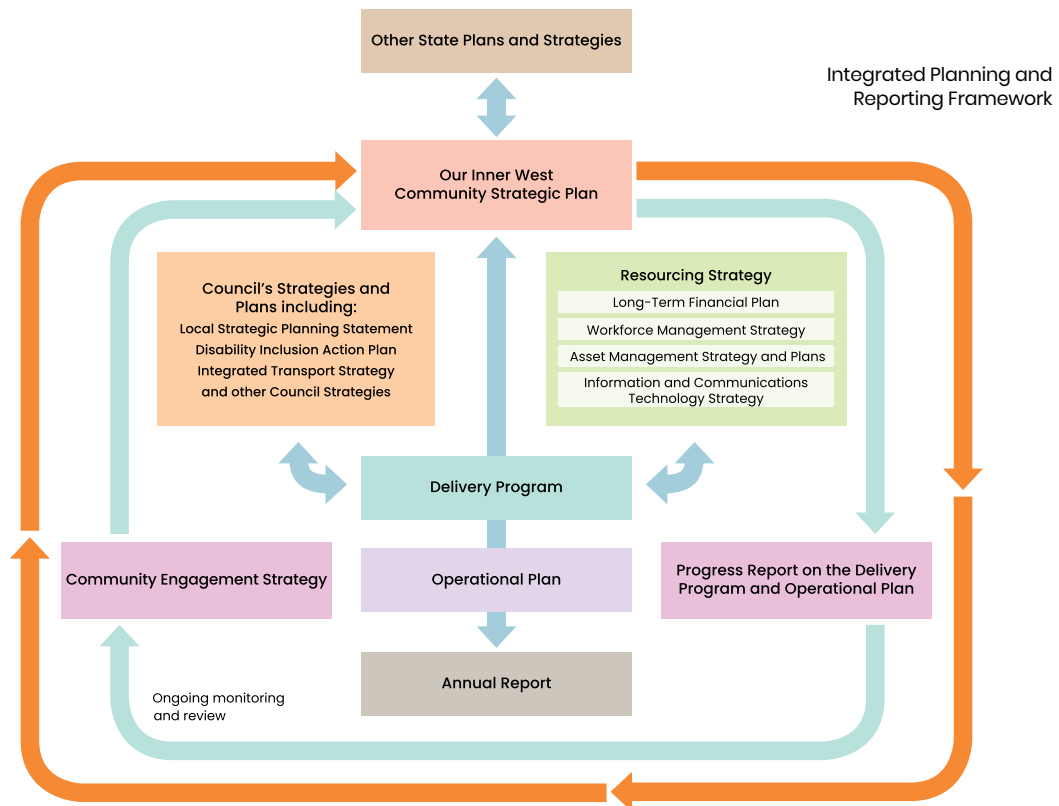 Other State Plans and Strategies
Integrated Planning and
Reporting Framework
Our Inner West
Community Strategic Plan
Council’s Strategies and
Plans including:
Local Strategic Planning Statement
Disability Inclusion Action Plan
Integrated Transport Strategy
and other Council Strategies
Resourcing Strategy
Long-Term Financial Plan
Workforce Management Strategy
Asset Management Strategy and Plans
Information and Communications
Technology Strategy
Delivery Program
Community Engagement Strategy
Operational Plan
Progress Report on the Delivery
Program and Operational Plan
Annual Report
Ongoing monitoring
and review